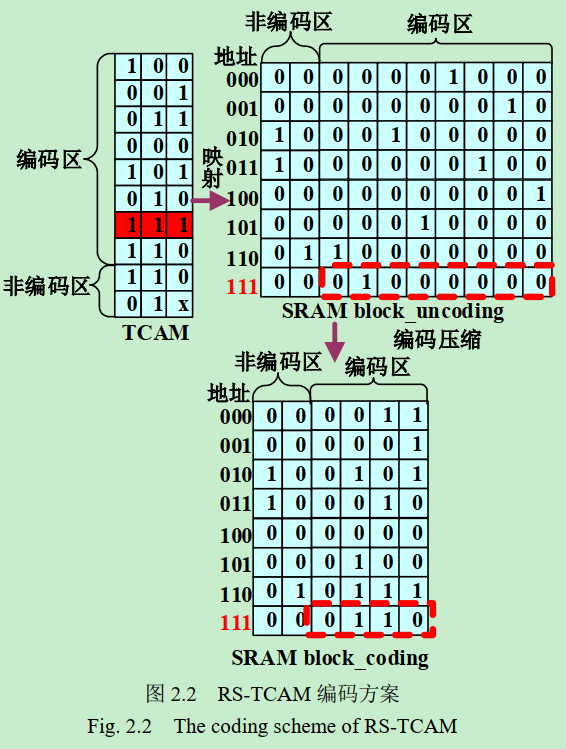 编码区
非编码区
1 0 0
0 0 1
0 1 1
0 0 0
1 0 1
0 1 0
1 1 1
1 1 0
1 1 0
0 1 x
TCAM
映射
非编码区 编码区
地址
000 0 0 0 0 0 0 1 0 0 0
001 0 0 0 0 0 0 0 0 1 0
010 1 0 0 0 1 0 0 0 0 0
011 1 0 0 0 0 0 0 1 0 0
100 0 0 0 0 0 0 0 0 0 1
101 0 0 0 0 0 1 0 0 0 0
110 0 1 1 0 0 0 0 0 0 0
111 0 0 0 1 0 0 0 0 0 0
SRAM block_uncoding
编码压缩
非编码区 编码区
地址
000 0 0 0 0 1 1
001 0 0 0 0 0 1
010 1 0 0 1 0 1
011 1 0 0 0 1 0
100 0 0 0 0 0 0
101 0 0 0 1 0 0
110 0 1 0 1 1 1
111 0 0 0 1 1 0
SRAM block_coding
图 2.2 RS-TCAM 编码方案
Fig. 2.2 The coding scheme of RS-TCAM